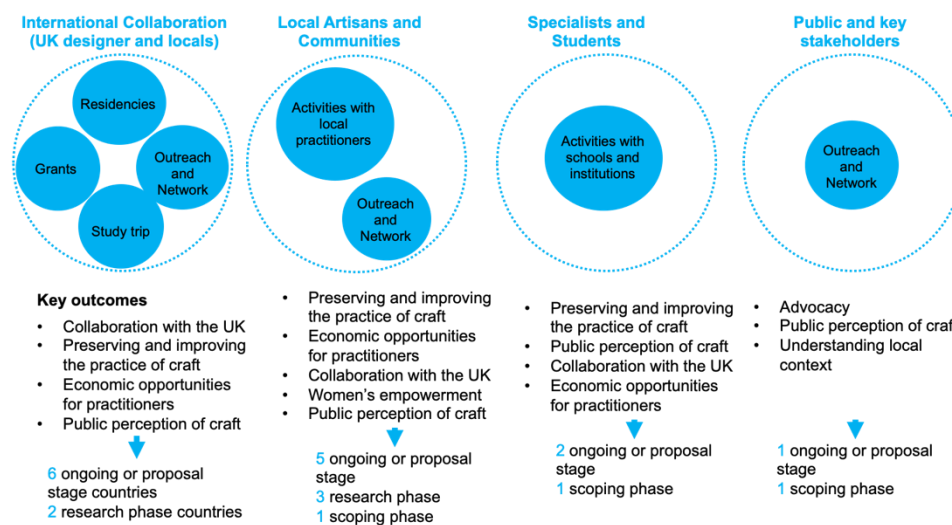 International Collaboration
(UK designer and locals)
Residencies
Grants
Outreach
and
Network
Study trip
Key outcomes
• Collaboration with the UK
• Preserving and improving
the practice of craft
• Economic opportunities
for practitioners
• Public perception of craft
6 ongoing or proposal
stage countries
2 research phase countries
Local Artisans and
Communities
Activities with
local
practitioners
Outreach
and
Network
• Preserving and improving
the practice of craft
• Economic opportunities
for practitioners
• Collaboration with the UK
• Women's empowerment
• Public perception of craft
5 ongoing or proposal
stage
3 research phase
1 scoping phase
Specialists and
Students
Activities with
schools and
institutions
• Preserving and improving
the practice of craft
• Public perception of craft
• Collaboration with the UK
• Economic opportunities
for practitioners
2 ongoing or proposal
stage
1 scoping phase
Public and key
stakeholders
Outreach
and
Network
• Advocacy
• Public perception of craft
• Understanding local
context
1 ongoing or proposal
stage
1 scoping phase